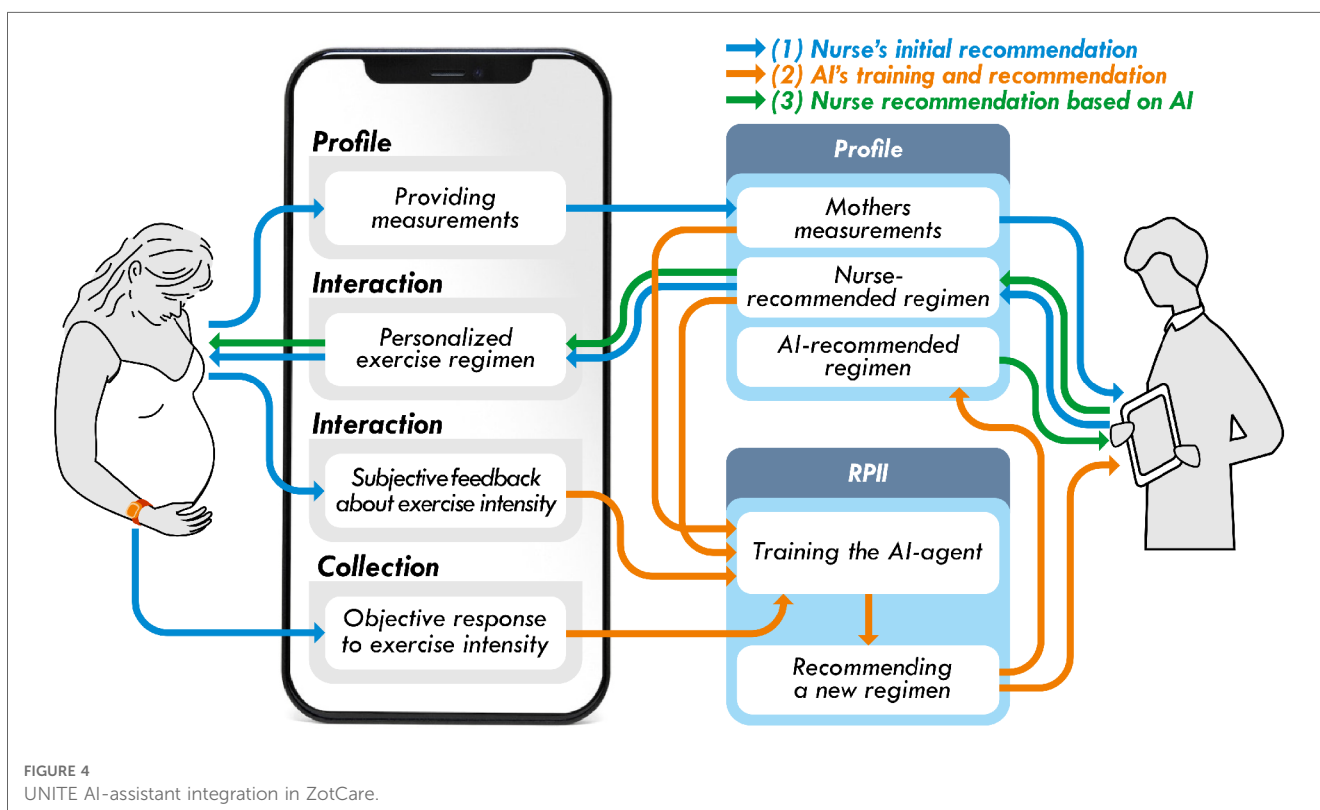 (1) Nurse's initial recommendation
(2) AI's training and recommendation
(3) Nurse recommendation based on AI
Profile
Providing
measurements
Interaction
Personalized
exercise regimen
Interaction
Subjective feedback
about exercise intensity
Collection
Objective response
to exercise intensity
Profile
Mothers
measurements
Nurse-
recommended regimen
AI-recommended
regimen
RPII
Training the AI-agent
Recommending
a new regimen
FIGURE 4
UNITE AI-assistant integration in ZotCare.